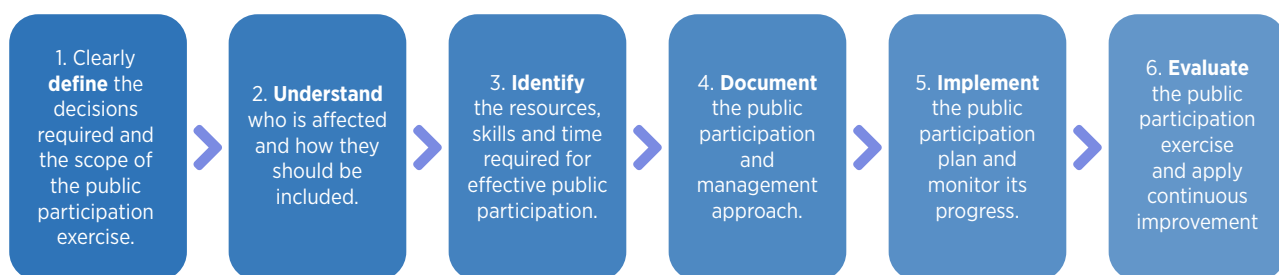 1. Clearly
define the
decisions
required and
the scope of
the public
participation
exercise.
2. Understand
who is affected
and how they
should be
included.
3. Identify
the resources,
skills and time
required for
effective public
participation.
4. Document
the public
participation
and
management
approach.
5. Implement
the public
participation
plan and
monitor its
progress.
6. Evaluate
the public
participation
exercise
and apply
continuous
improvement